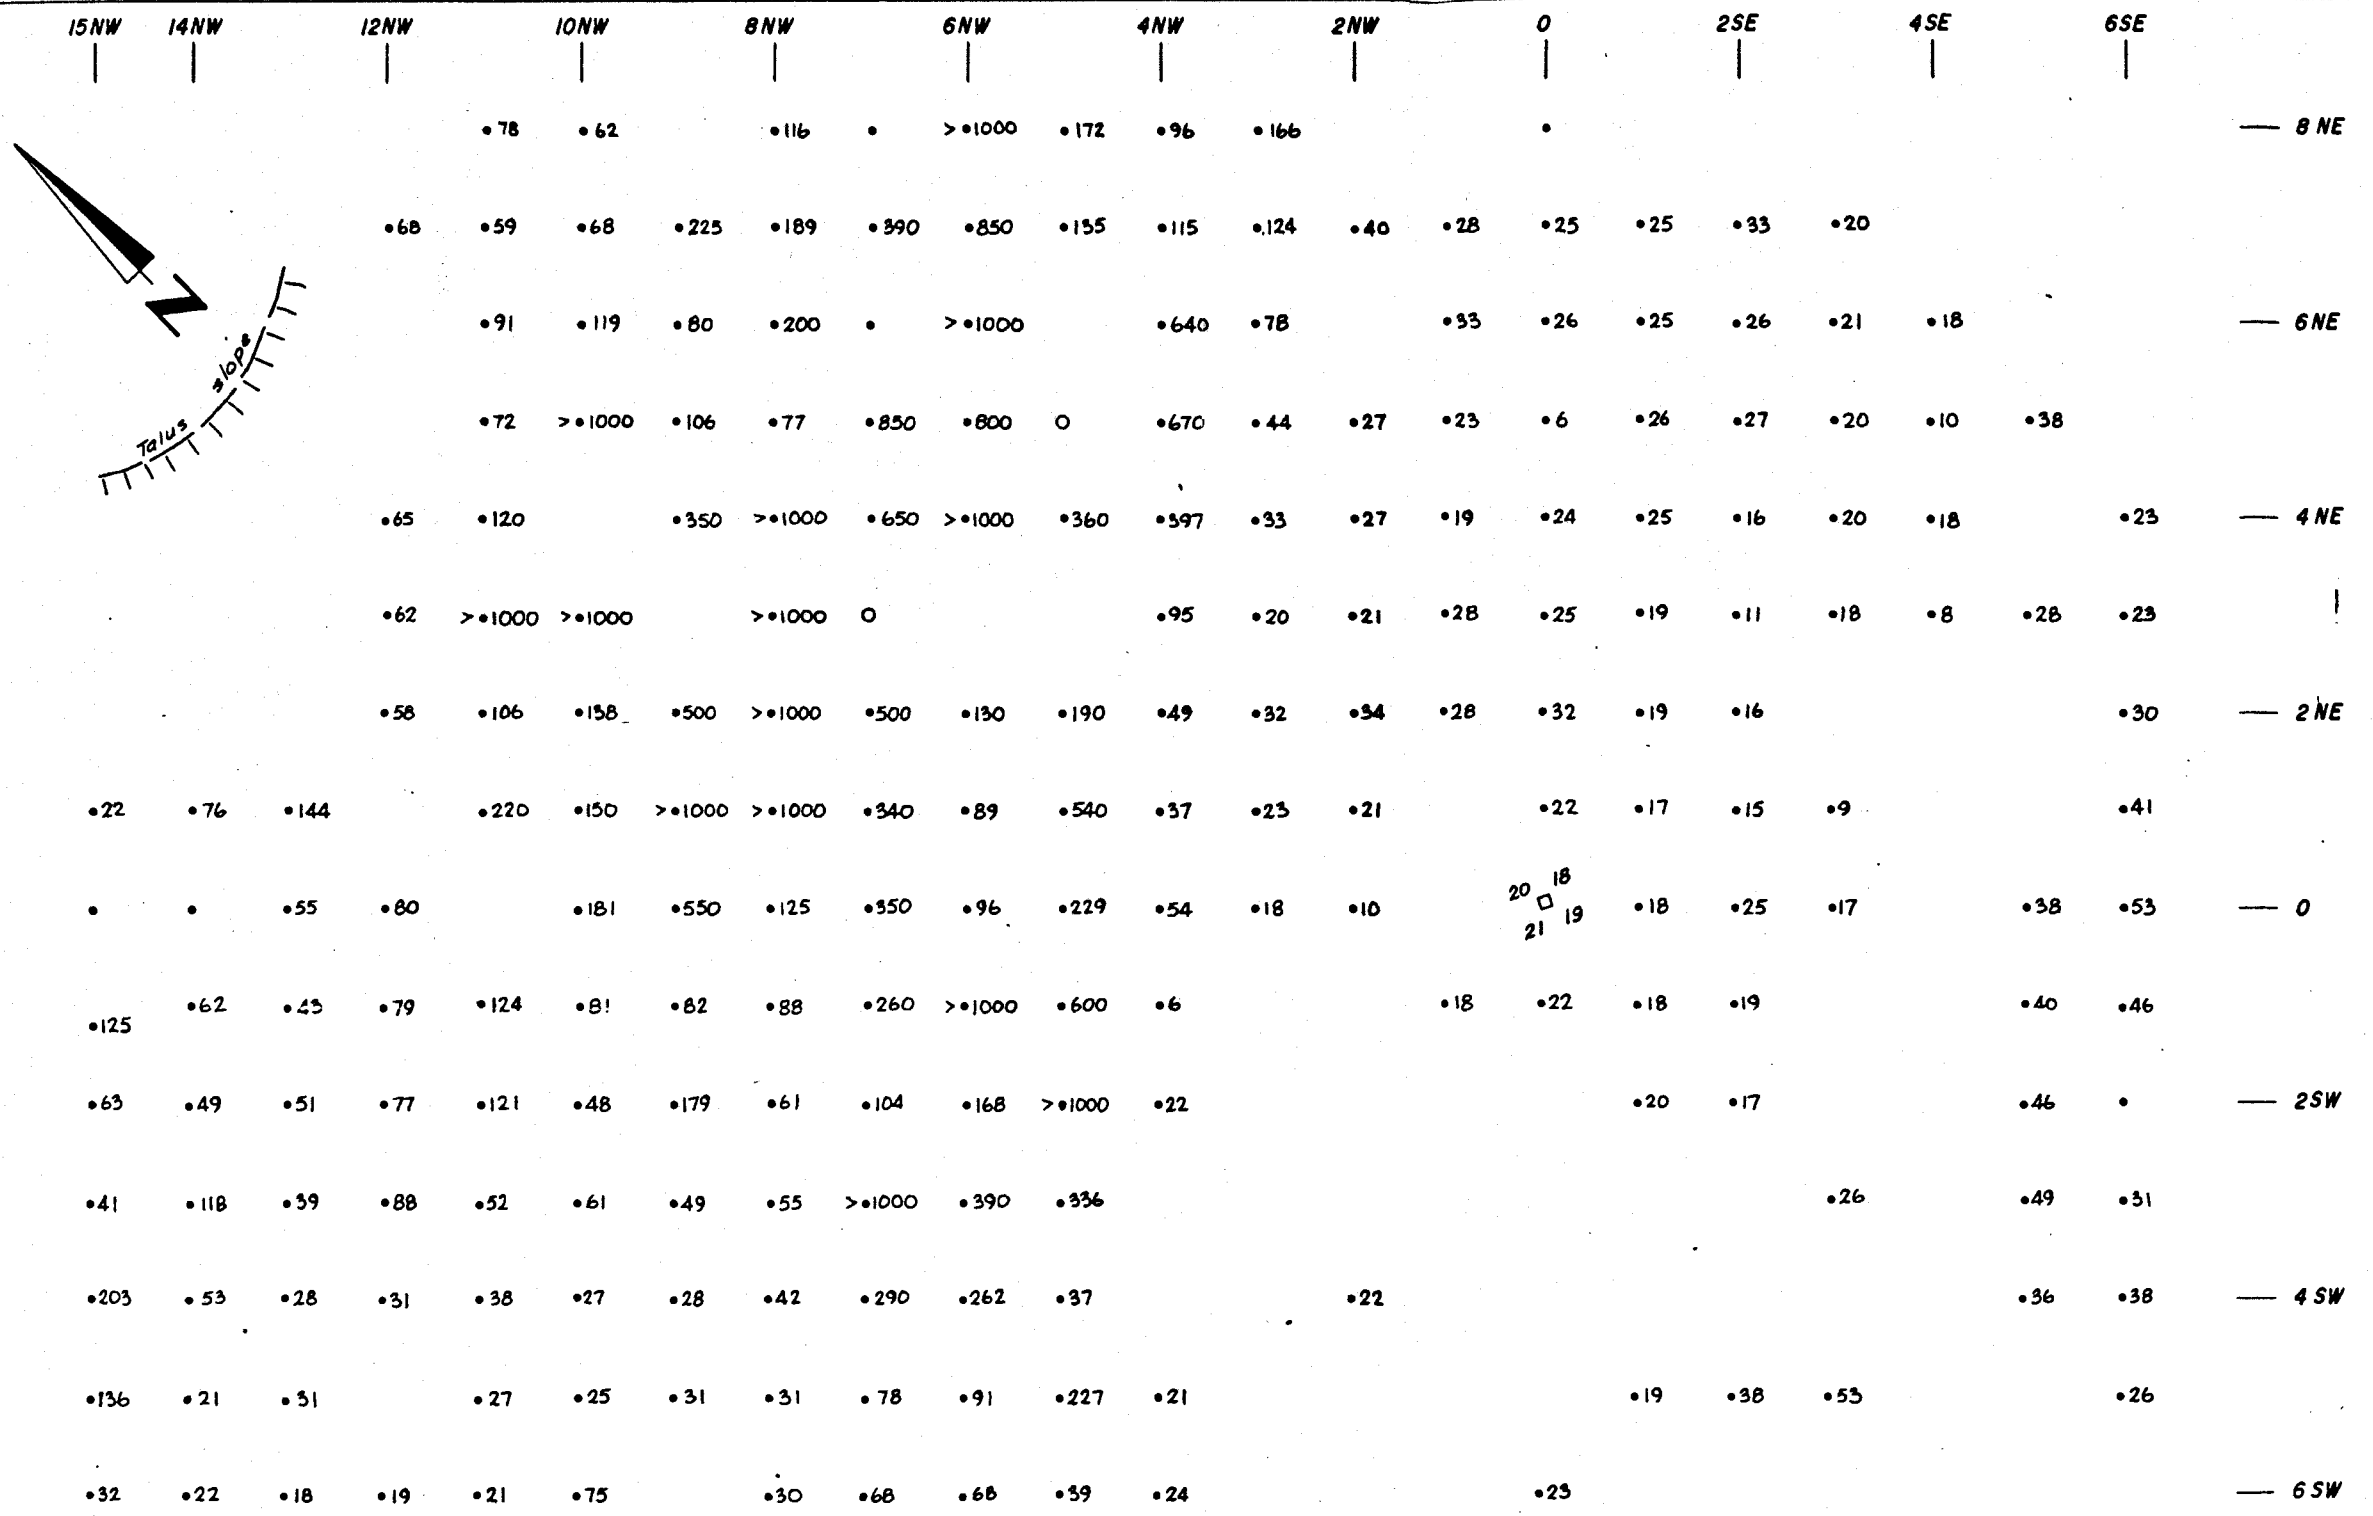 15NW 14NW 12NW 10NW 8NW 6NW 4NW 2NW 0 2SE 4SE 6SE
78 62 116 >1000 172 96 166 8 NE
68 59 68 225 189 390 850 135 115 124 40 28 25 25 33 20
N
91 119 80 200 >1000 640 78 33 26 25 26 21 18 6 NE
Talus slope
72 >1000 106 77 850 800 670 44 27 23 6 26 27 20 10 38
65 120 350 >1000 650 >1000 360 397 33 27 19 24 25 16 20 18 23 4 NE
62 >1000 >1000 >1000 95 20 21 28 25 19 11 18 8 28 23
58 106 138 500 >1000 500 130 190 49 32 34 28 32 19 16 30 2 NE
22 76 144 220 150 >1000 >1000 340 89 540 37 23 21 22 17 15 9 41
20 18
55 80 181 550 125 350 96 229 54 18 10 18 25 17 38 53 0
21 19
62 43 79 124 81 82 88 260 >1000 600 6 18 22 18 19 40 46
125
63 49 51 77 121 48 179 61 104 168 >1000 22 20 17 46 2SW
41 118 39 88 52 61 49 55 >1000 390 336 26 49 31
203 53 28 31 38 27 28 42 290 262 37 22 36 38 4 SW
136 21 31 27 25 31 31 78 91 227 21 19 38 53 26
32 22 18 19 21 75 30 68 68 39 24 23 6 SW